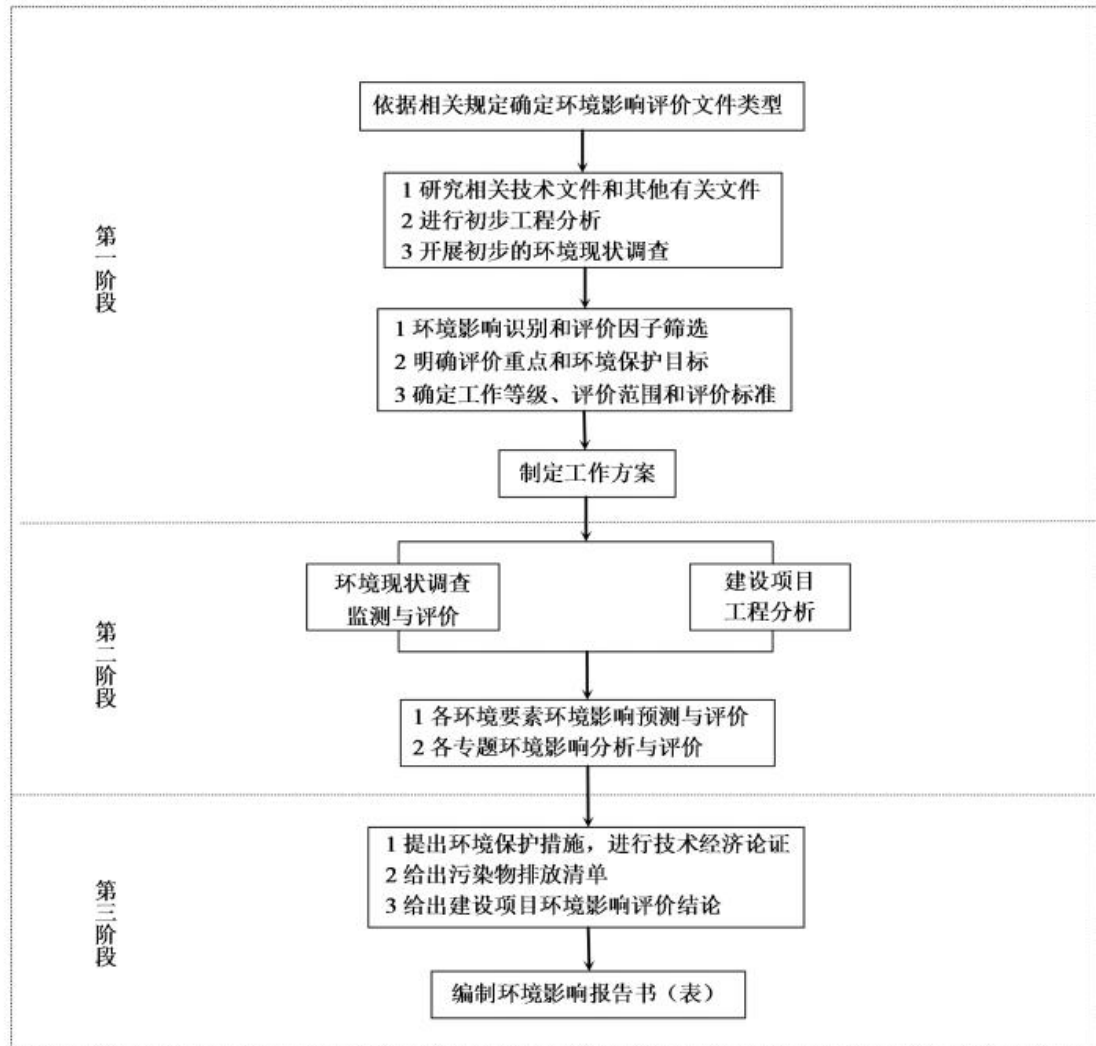 依据相关规定确定环境影响评价文件类型
第一阶段
1 研究相关技术文件和其他有关文件
2 进行初步工程分析
3 开展初步的环境现状调查
1 环境影响识别和评价因子筛选
2 明确评价重点和环境保护目标
3 确定工作等级、评价范围和评价标准
制定工作方案
第二阶段
环境现状调查
监测与评价
建设项目
工程分析
1 各环境要素环境影响预测与评价
2 各专题环境影响分析与评价
第三阶段
1 提出环境保护措施，进行技术经济论证
2 给出污染物排放清单
3 给出建设项目环境影响评价结论
编制环境影响报告书（表）